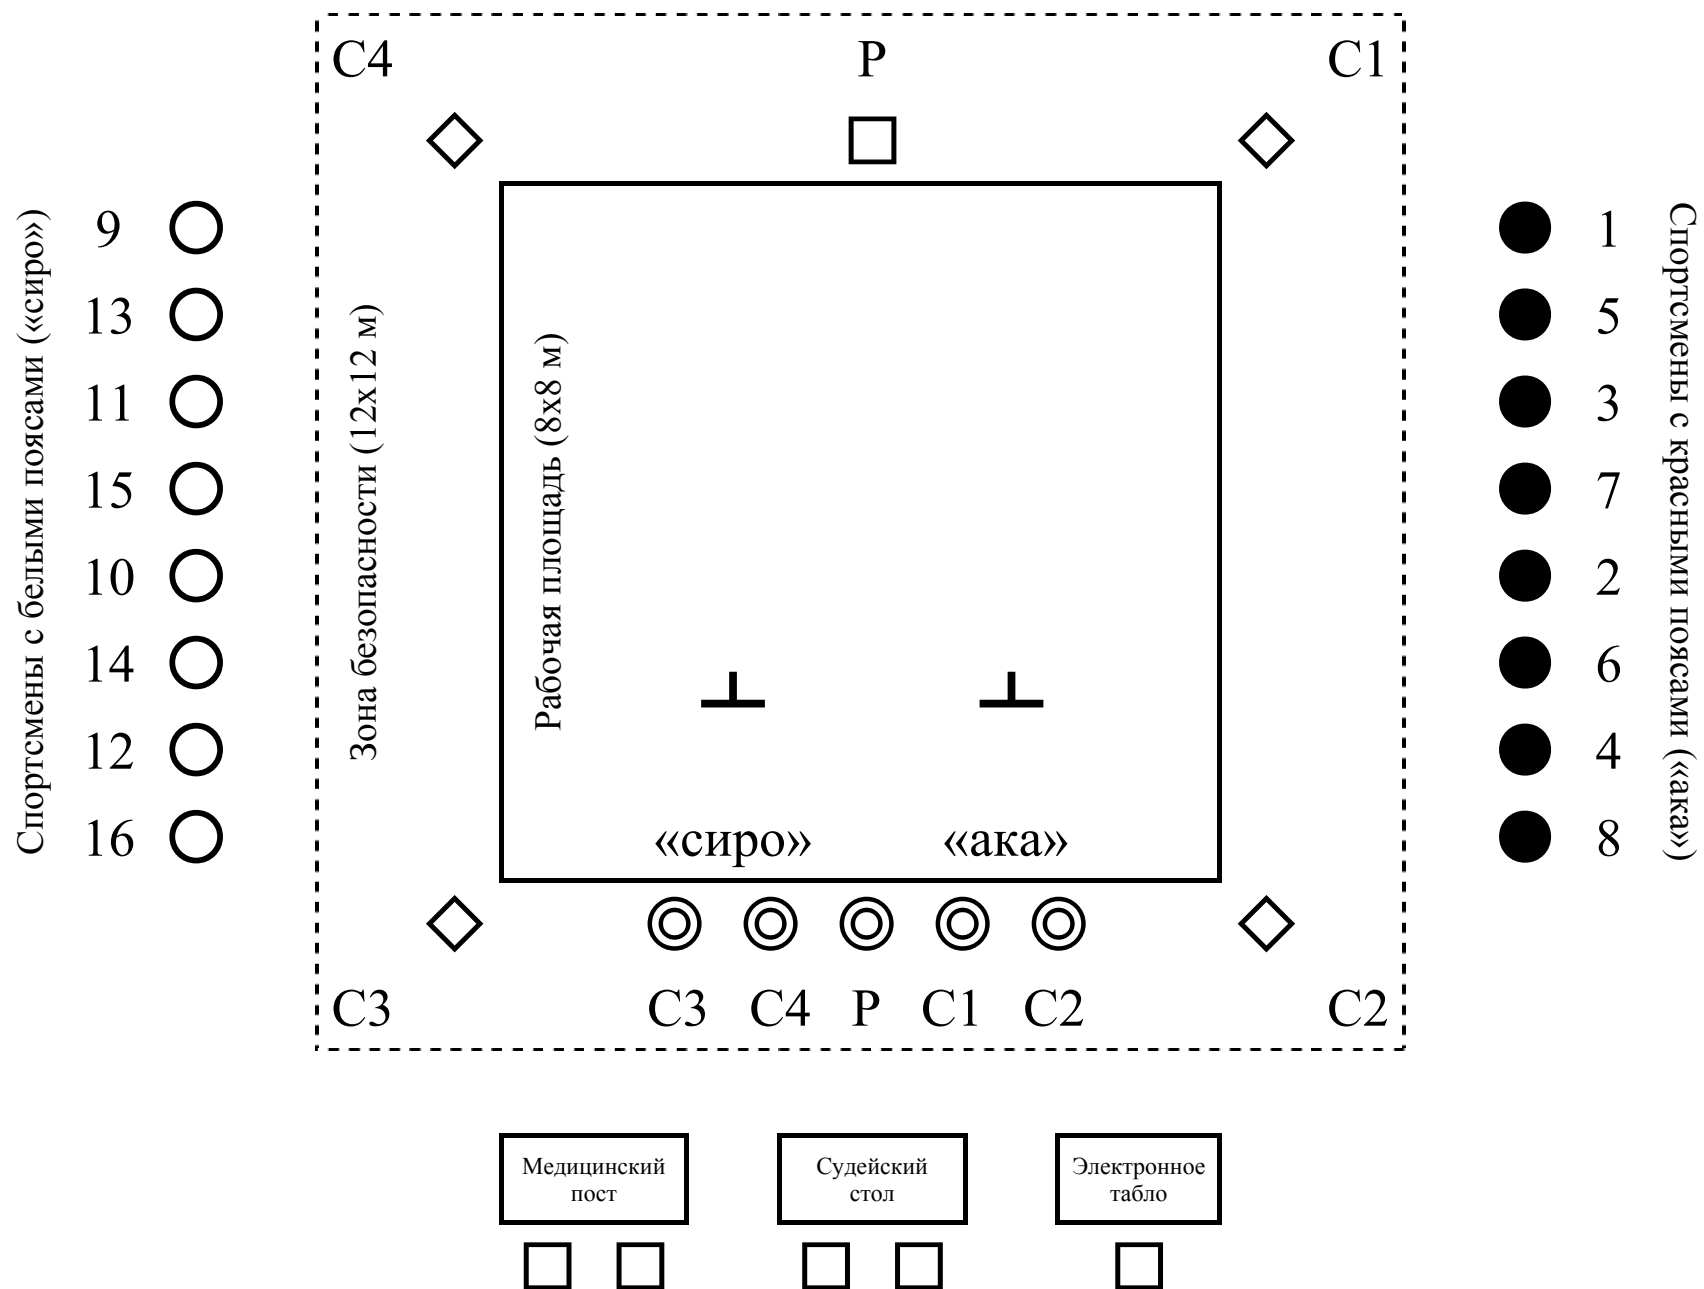 С4
Р
С1
Спортсмены с белыми поясами («сиро»)
9
13
11
15
10
14
12
16
Зона безопасности (12х12 м)
Рабочая площадь (8х8 м)
1
5
3
7
2
6
4
8
Спортсмены с красными поясами («ака»)
«сиро»
«ака»
С3
С3
С4
Р
С1
С2
С2
Медицинский
пост
Судейский
стол
Электронное
табло